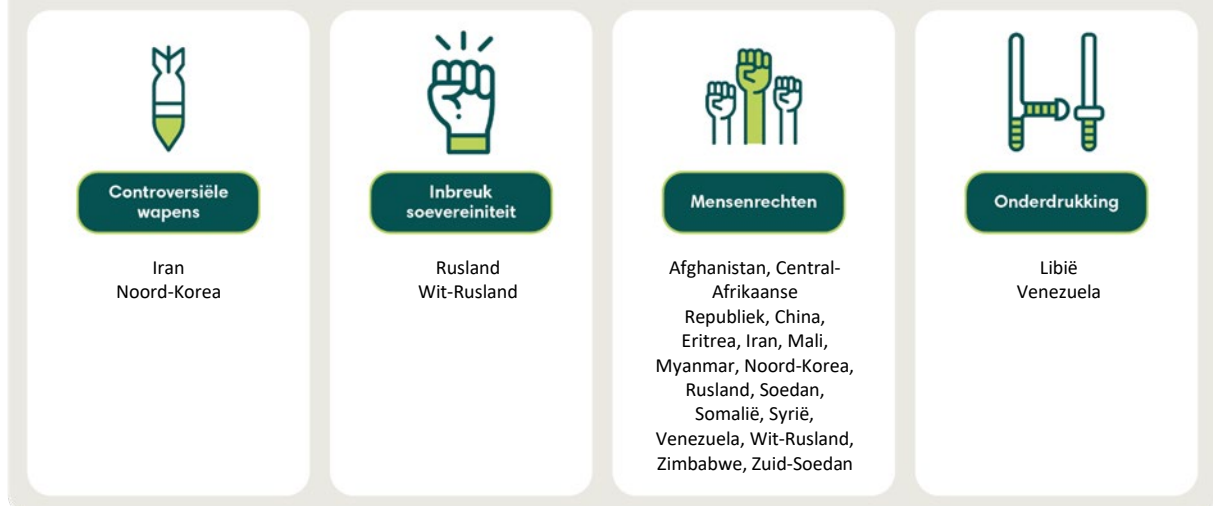 Controversiële
wapens
Iran
Noord-Korea
Inbreuk
soevereiniteit
Rusland
Wit-Rusland
Mensenrechten
Afghanistan, Central-
Afrikaanse
Republiek, China,
Eritrea, Iran, Mali,
Myanmar, Noord-Korea,
Rusland, Soedan,
Somalië, Syrië,
Venezuela, Wit-Rusland,
Zimbabwe, Zuid-Soedan
Onderdrukking
Libië
Venezuela